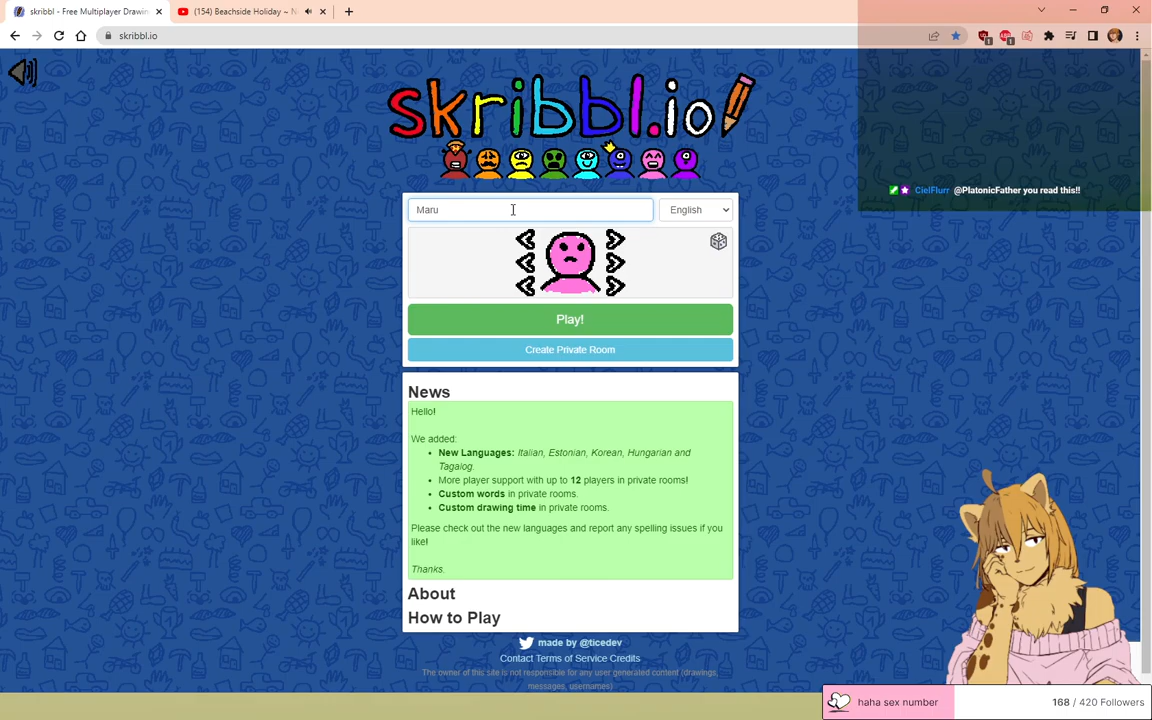 skribbl - Free Multiplayer Drawin
(154) Beachside Holiday ~ N
skribbl.io
skribbl.io
CielFlurr @PlatonicFather you read this!!
Maru
English
Play!
Create Private Room
News
Hello!
We added:
New Languages: Italian, Estonian, Korean, Hungarian and
Tagalog.
More player support with up to 12 players in private rooms!
Custom words in private rooms.
Custom drawing time in private rooms.
Please check out the new languages and report any spelling issues if you
like!
Thanks.
About
How to Play
made by @ticedev
Contact Terms of Service Credits
The owner of this site is not responsible for any user generated content (drawings,
messages, usernames)
haha sex number
168 / 420 Followers